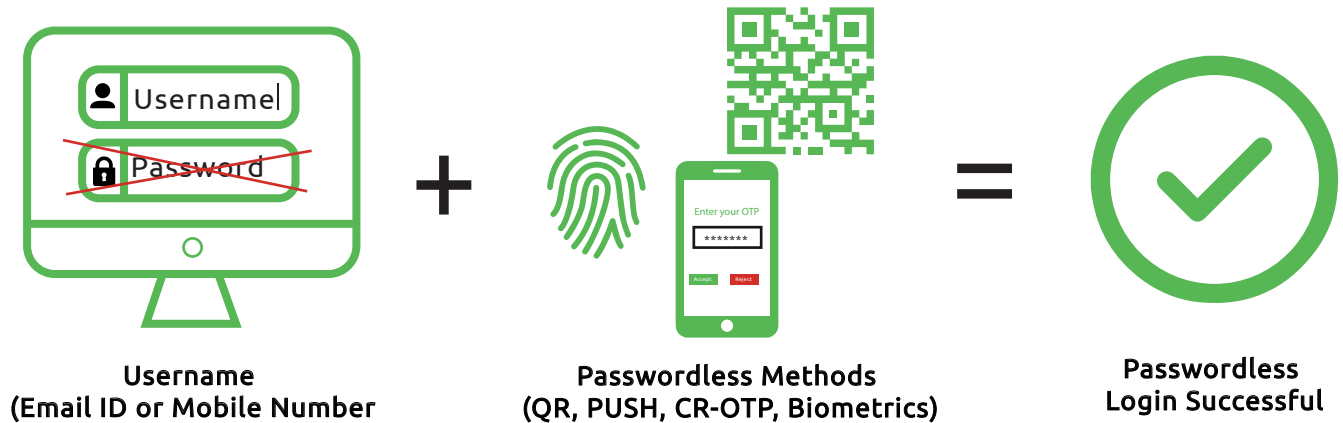 Username
Password
+
Enter your OTP
*******
Accept
Reject
=
Username
(Email ID or Mobile Number
Passwordless Methods
(QR, PUSH, CR-OTP, Biometrics)
Passwordless
Login Successful